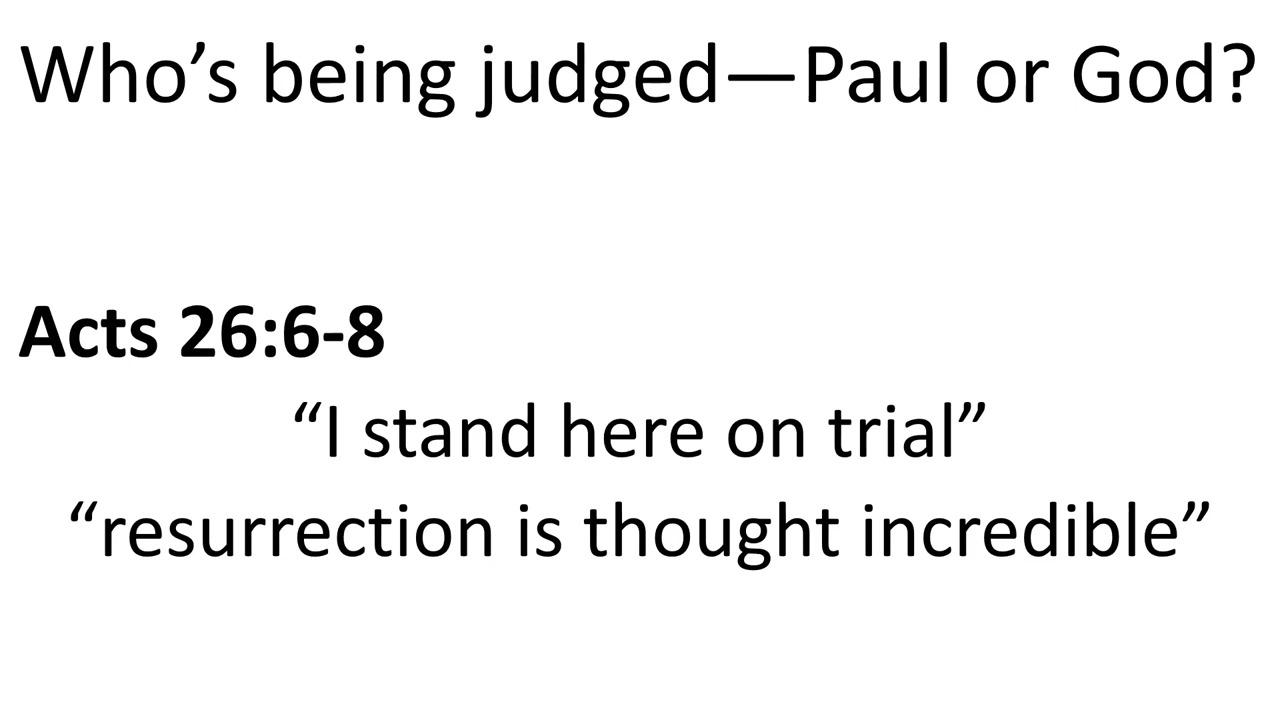 Who’s being judged—Paul or God?
Acts 26:6-8
“I stand here on trial”
“resurrection is thought incredible”